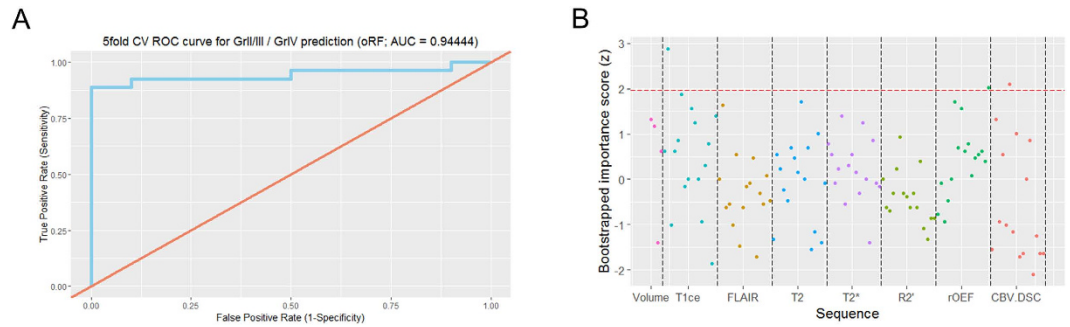 A
5fold CV ROC curve for GrII/III / GrIV prediction (oRF; AUC = 0.94444)
True Positive Rate (Sensitivity)
1.00
0.75
0.50
0.25
0.00
0.00 0.25 0.50 0.75 1.00
False Positive Rate (1-Specificity)
B
Bootstrapped importance score (z)
3
2
1
0
-1
-2
Volume T1ce FLAIR T2 T2* R2' rOEF CBV.DSC
Sequence